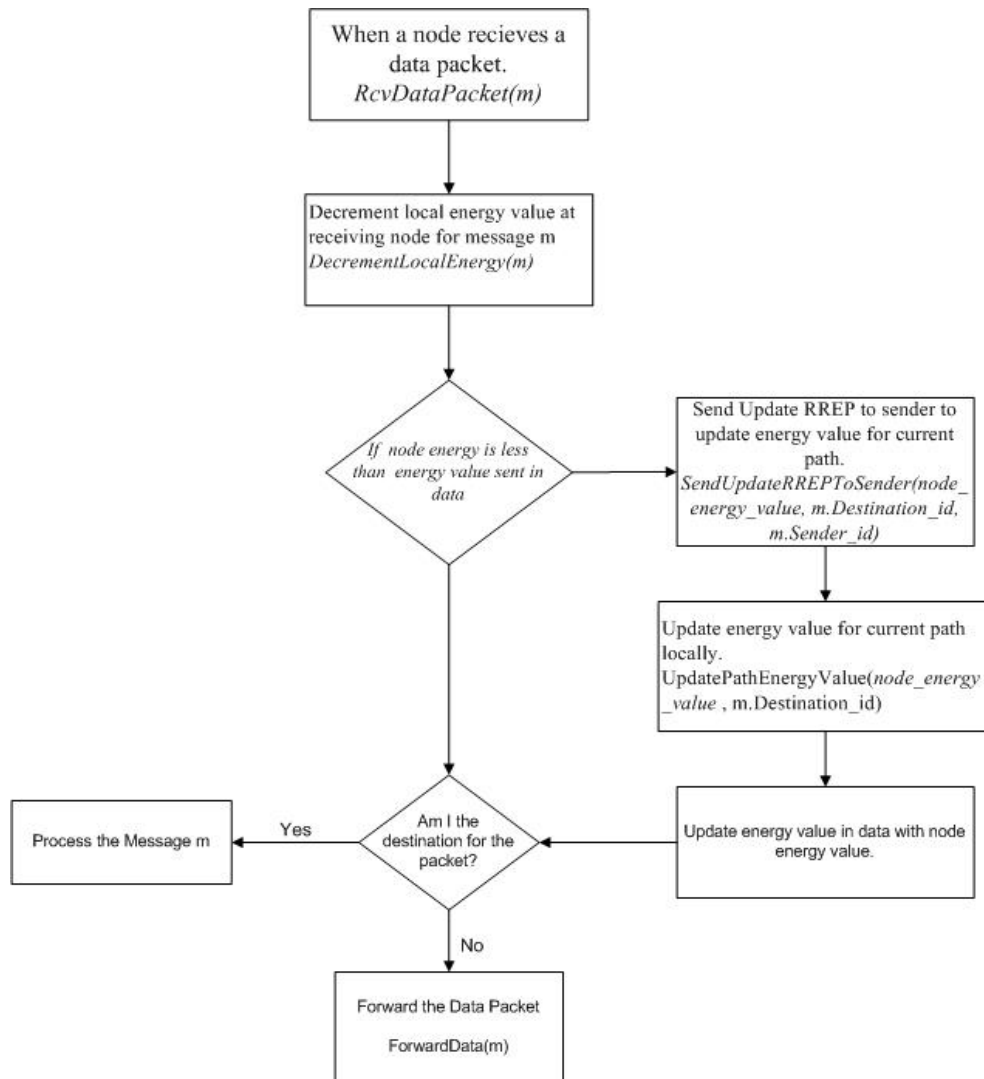 When a node recieves a
data packet.
RcvDataPacket(m)
Decrement local energy value at
receiving node for message m
DecrementLocalEnergy(m)
If node energy is less
than energy value sent in
data
Send Update RREP to sender to
update energy value for current
path.
SendUpdateRREPToSender(node_
energy_value, m.Destination_id,
m.Sender_id)
Update energy value for current path
locally.
UpdatePathEnergyValue(node_energy
_value , m.Destination_id)
Update energy value in data with node
energy value.
Am I the
destination for the
packet?
Yes
Process the Message m
No
Forward the Data Packet
ForwardData(m)